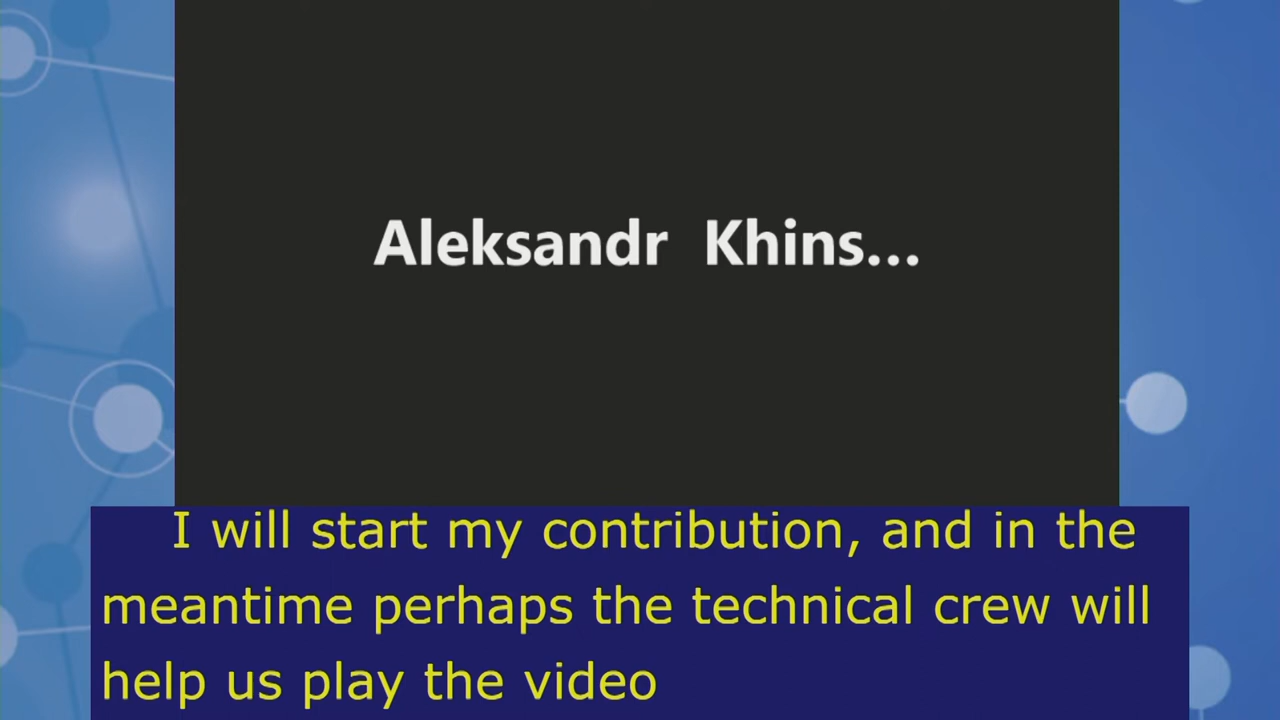 Aleksandr Khins...
I will start my contribution, and in the
meantime perhaps the technical crew will
help us play the video